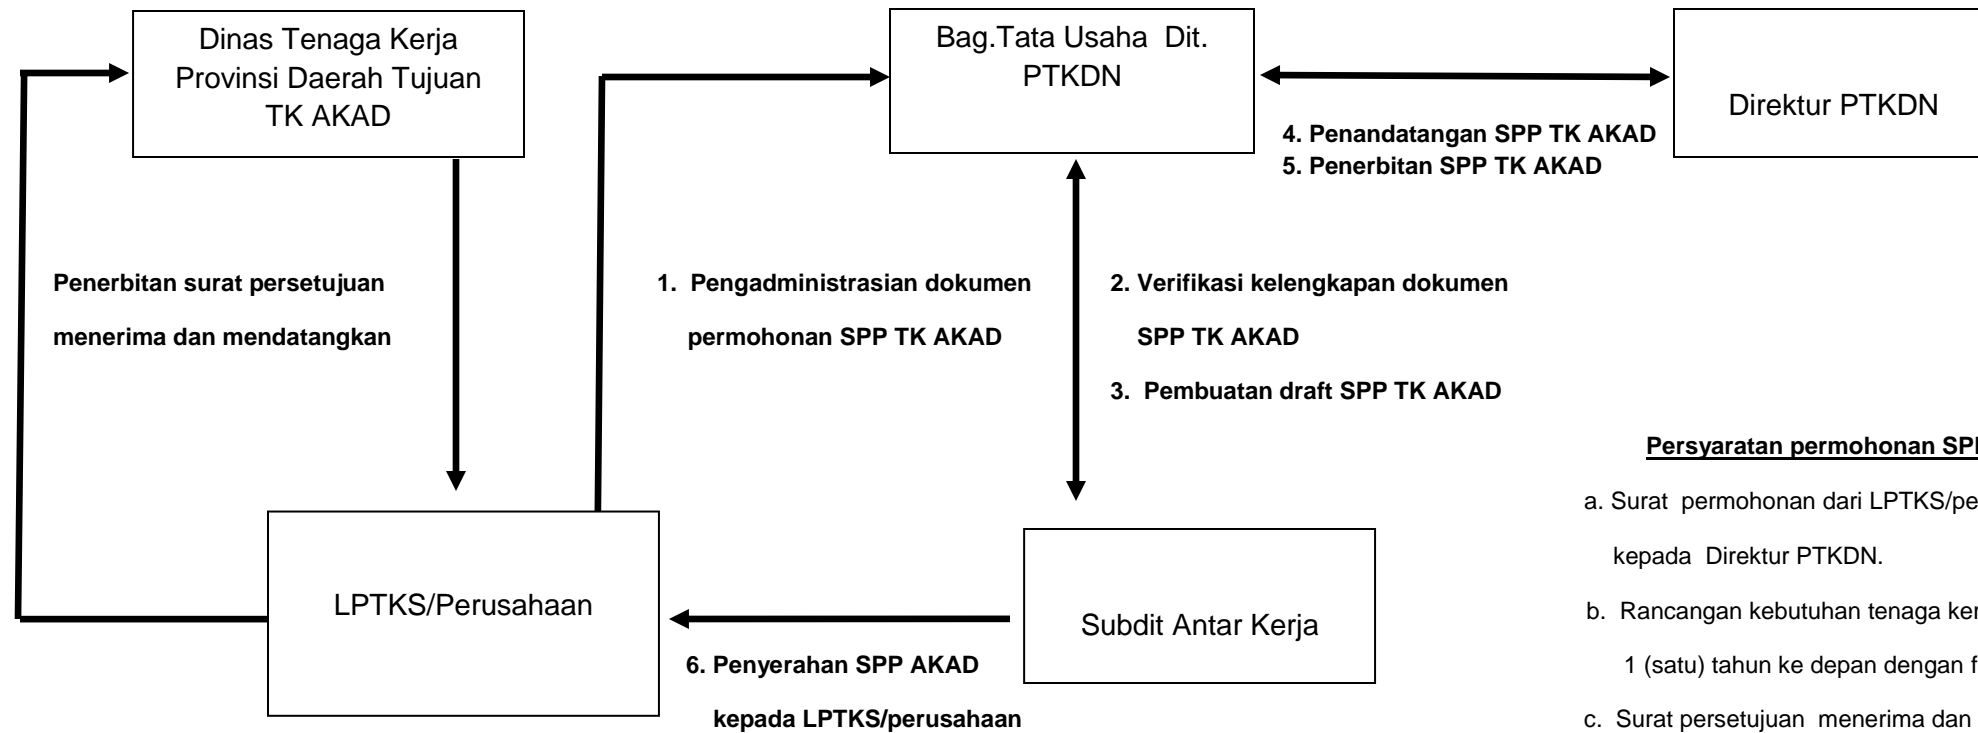 Dinas Tenaga Kerja
Provinsi Daerah Tujuan
TK AKAD
Bag.Tata Usaha Dit.
PTKDN
Direktur PTKDN
4. Penandatangan SPP TK AKAD
5. Penerbitan SPP TK AKAD
Penerbitan surat persetujuan
menerima dan mendatangkan
1. Pengadministrasian dokumen
permohonan SPP TK AKAD
2. Verifikasi kelengkapan dokumen
SPP TK AKAD
3. Pembuatan draft SPP TK AKAD
LPTKS/Perusahaan
Subdit Antar Kerja
6. Penyerahan SPP AKAD
kepada LPTKS/perusahaan
Persyaratan permohonan
a. Surat permohonan dari
kepada Direktur PTKDN.
b. Rancangan kebutuhan tenaga
1 (satu) tahun ke depan dengan
c. Surat persetujuan menerima dan